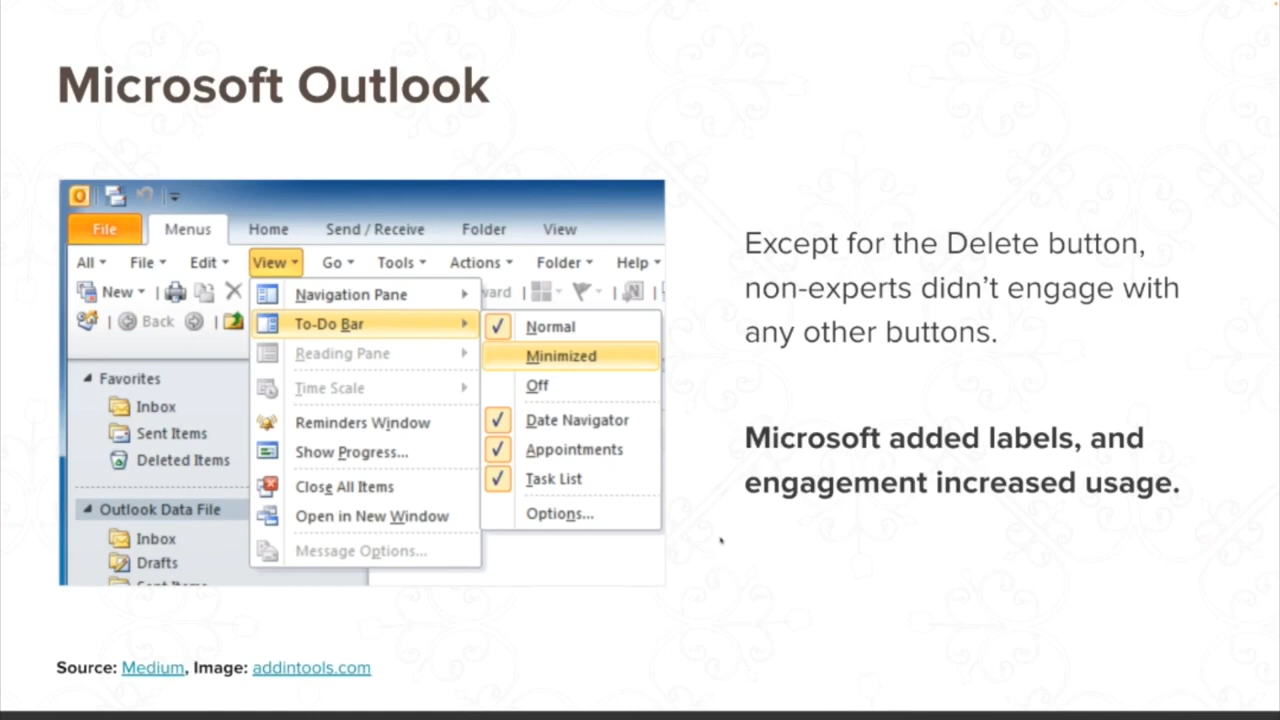 Microsoft Outlook
File Menus Home Send / Receive Folder View
All File Edit View Go Tools Actions Folder Help
New
Back
Navigation Pane
To-Do Bar
Reading Pane
Time Scale
Reminders Window
Show Progress...
Close All Items
Open in New Window
Message Options...
Normal
Minimized
Off
Date Navigator
Appointments
Task List
Options...
Favorites
Inbox
Sent Items
Deleted Items
Outlook Data File
Inbox
Drafts
Sent Items
Except for the Delete button,
non-experts didn’t engage with
any other buttons.
Microsoft added labels, and
engagement increased usage.
Source: Medium, Image: addintools.com